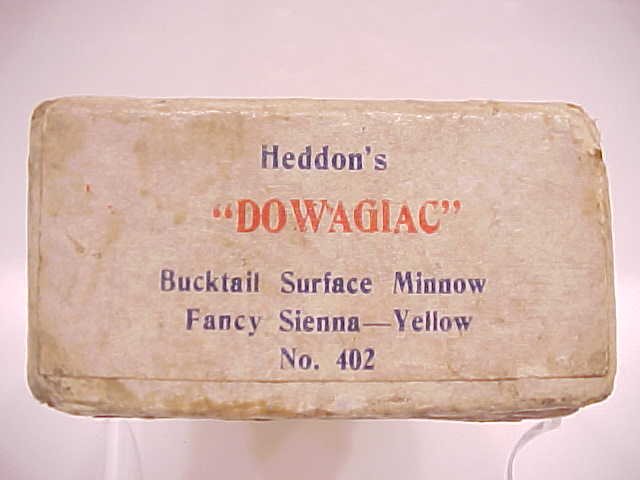 Heddon's
“DOWAGIAC”
Bucktail Surface Minnow
Fancy Sienna—Yellow
No. 402